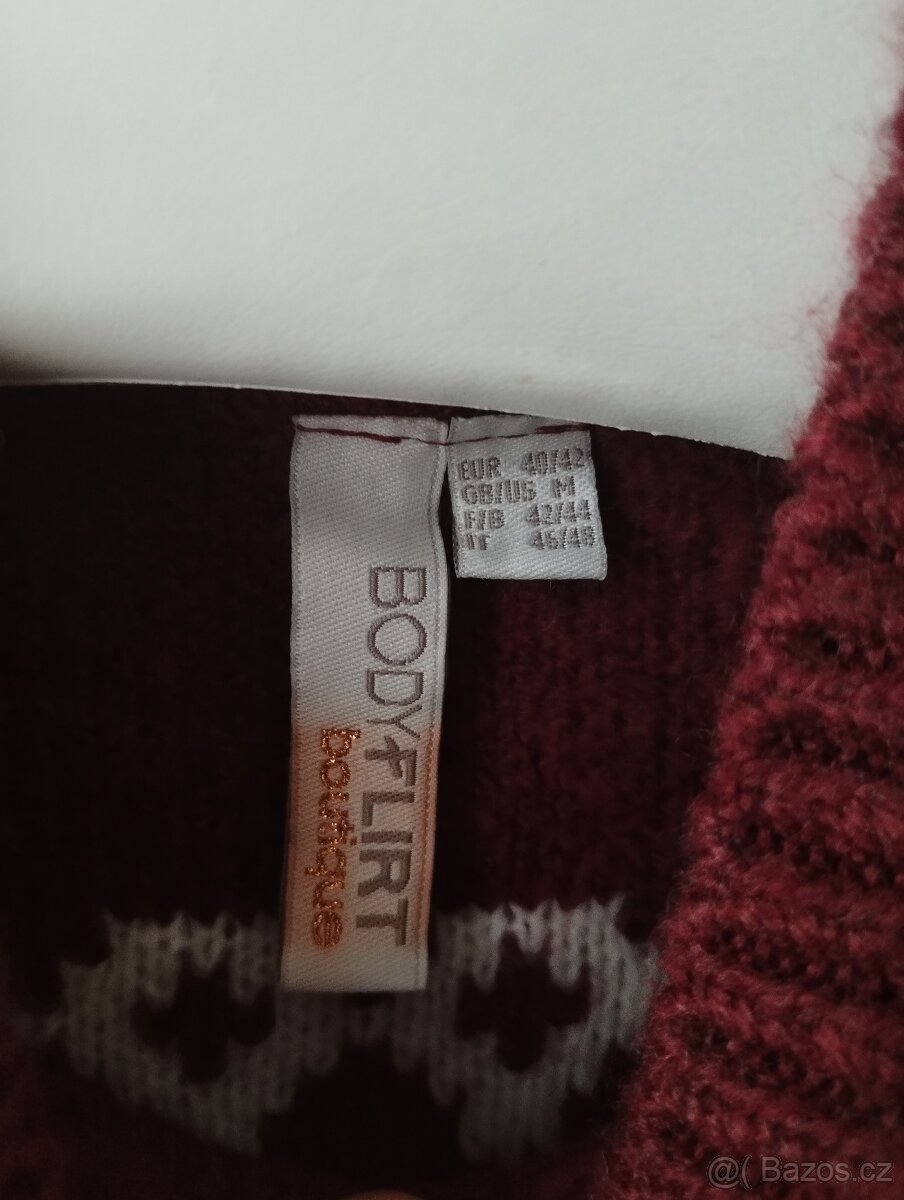 EUR 40/42
GB/US M
F/B 42/44
IT 46/48
BODYFLIRT
boutique
@( Bazos.cz